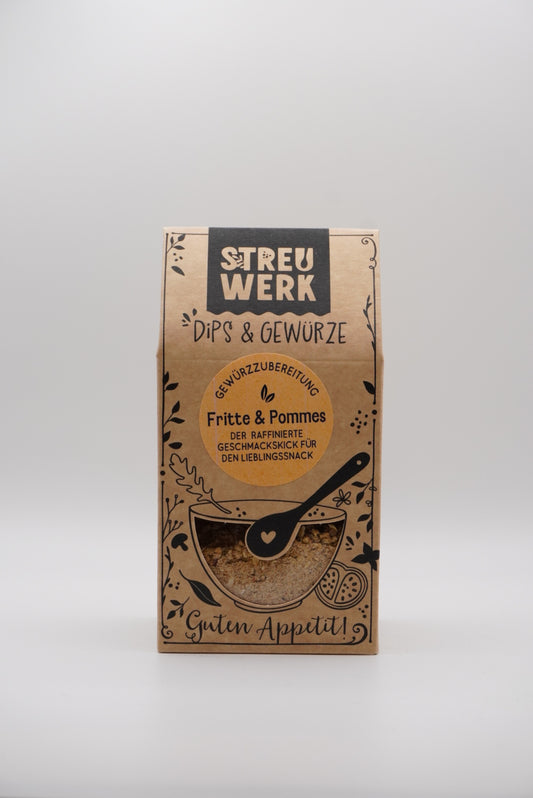 STREU
WERK
DiPS & GEWÜRZE
GEWÜRZZUBEREITUNG
Fritte & Pommes
DER RAFFINIERTE
GESCHMACKSKICK FÜR
DEN LIEBLINGSSNACK
Guten Appetit!